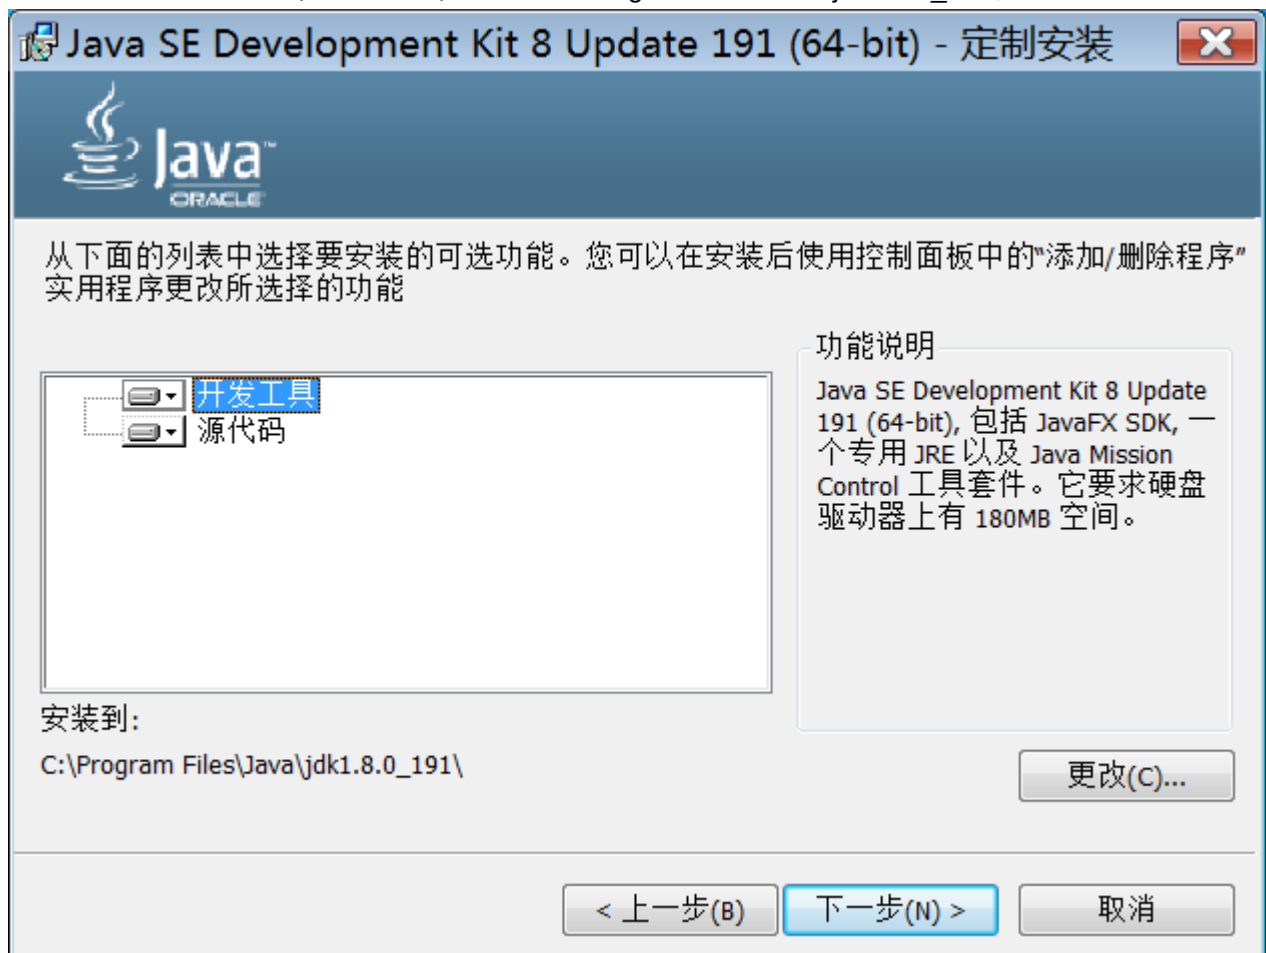 Java SE Development Kit 8 Update 191 (64-bit) - 定制安装
Java™
ORACLE
从下面的列表中选择要安装的可选功能。您可以在安装后使用控制面板中的“添加/删除程序”
实用程序更改所选择的功能
开发工具
源代码
功能说明
Java SE Development Kit 8 Update
191 (64-bit), 包括 JavaFX SDK, 一
个专用 JRE 以及 Java Mission
Control 工具套件。它要求硬盘
驱动器上有 180MB 空间。
安装到:
C:\Program Files\Java\jdk1.8.0_191\
更改(C)...
< 上一步(B)
下一步(N) >
取消